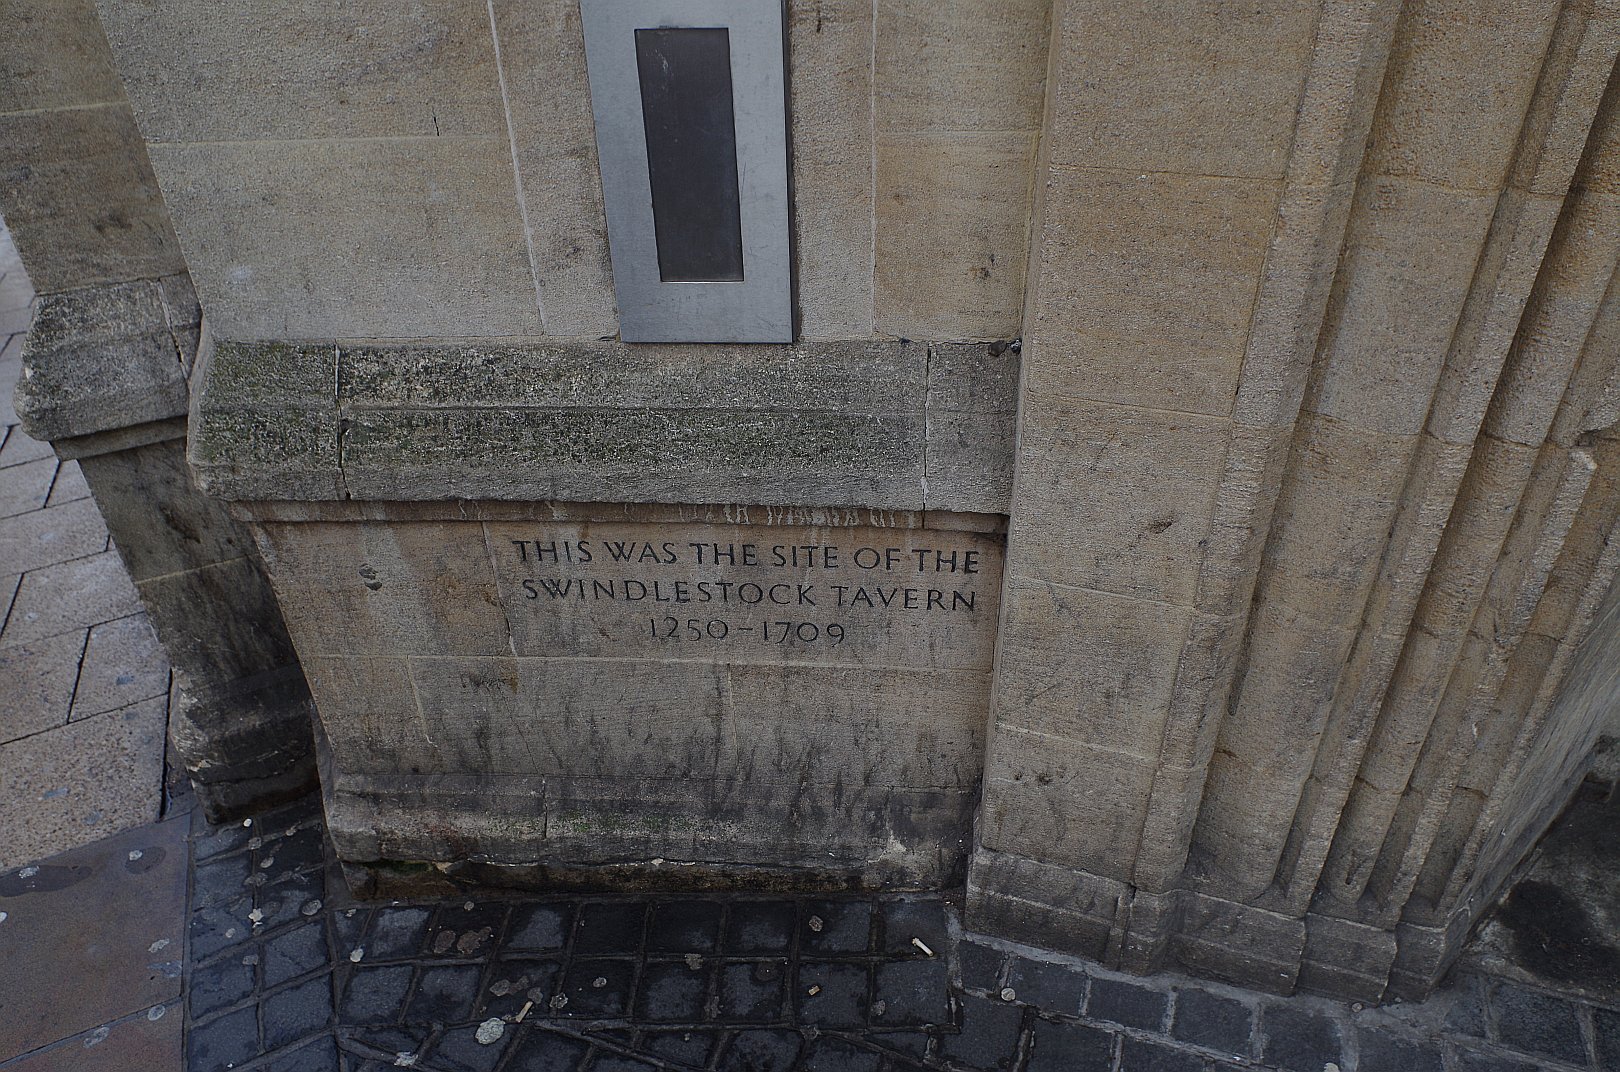 THIS WAS THE SITE OF THE
SWINDLESTOCK TAVERN
1250-1709